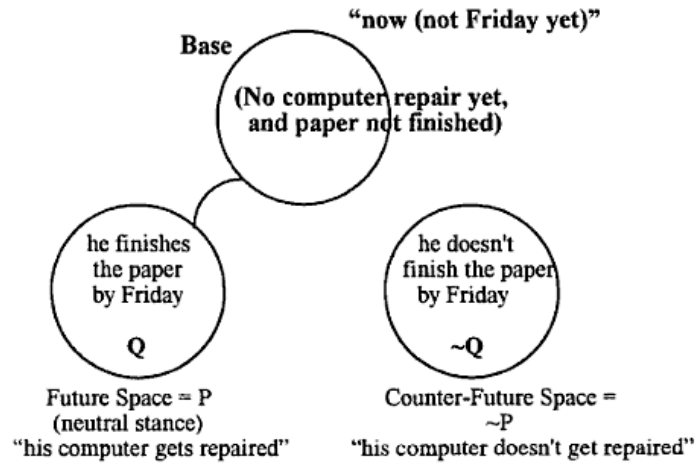 “now (not Friday yet)”
Base
(No computer repair yet,
and paper not finished)
he finishes
the paper
by Friday
Q
Future Space = P
(neutral stance)
“his computer gets repaired”
he doesn't
finish the paper
by Friday
~Q
Counter-Future Space =
~P
“his computer doesn't get repaired”